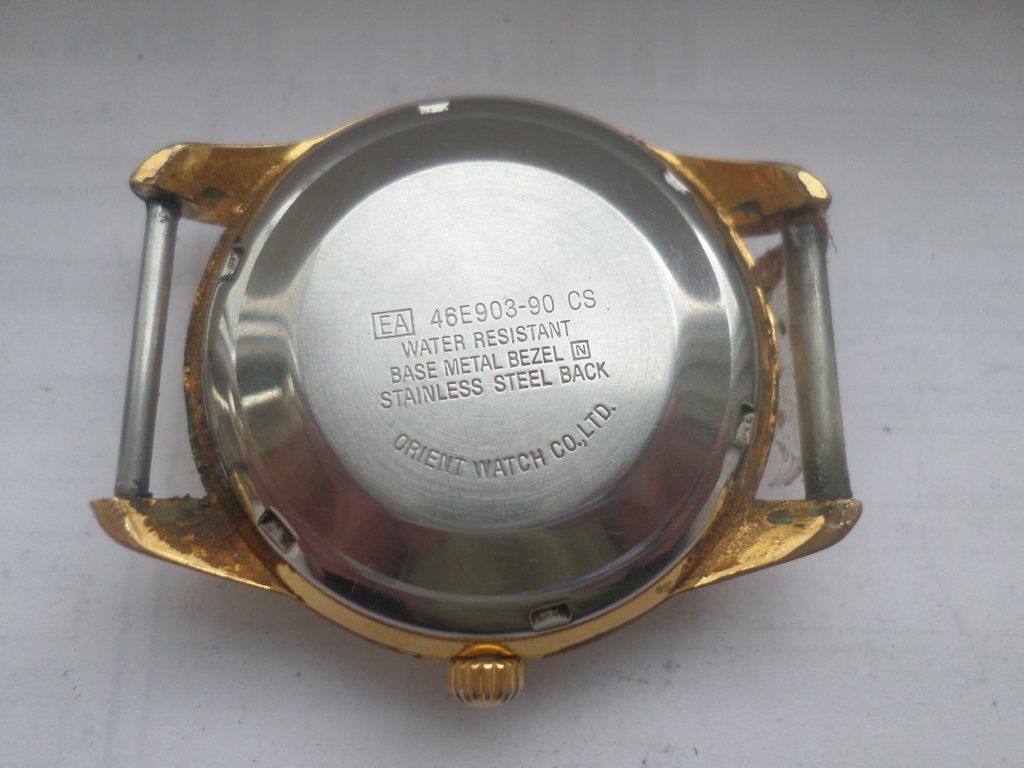 EA 46E903-90 CS
WATER RESISTANT
BASE METAL BEZEL N
STAINLESS STEEL BACK
ORIENT WATCH CO.,LTD.